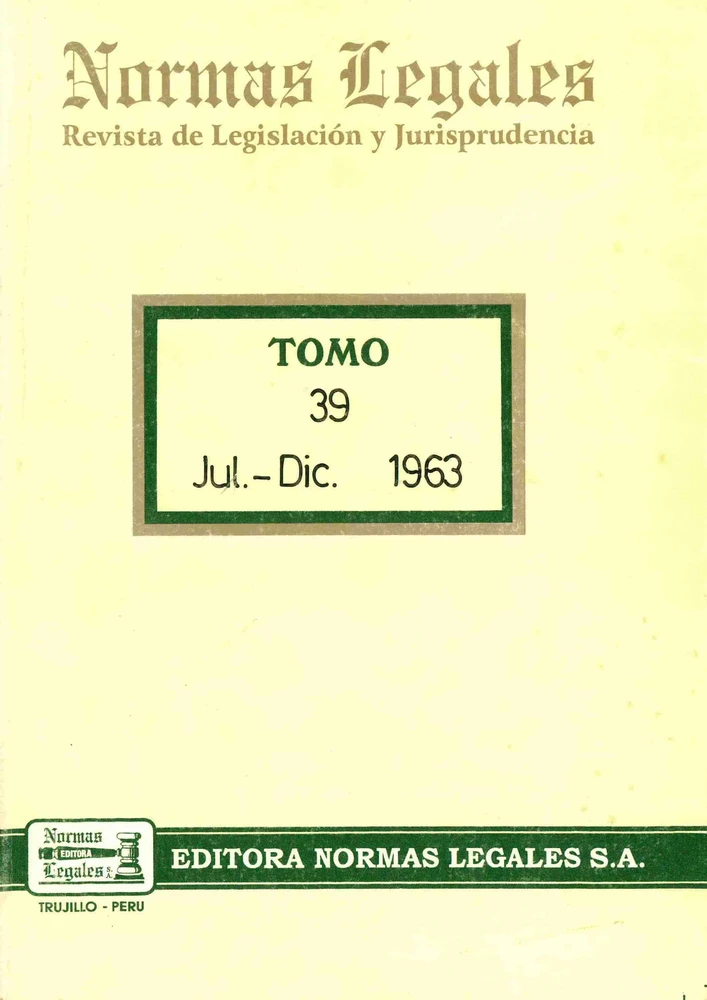 Normas Legales
Revista de Legislación y Jurisprudencia
TOMO
39
Jul.-Dic. 1963
Normas
EDITORA
Legales S.A.
EDITORA NORMAS LEGALES S.A.
TRUJILLO - PERU